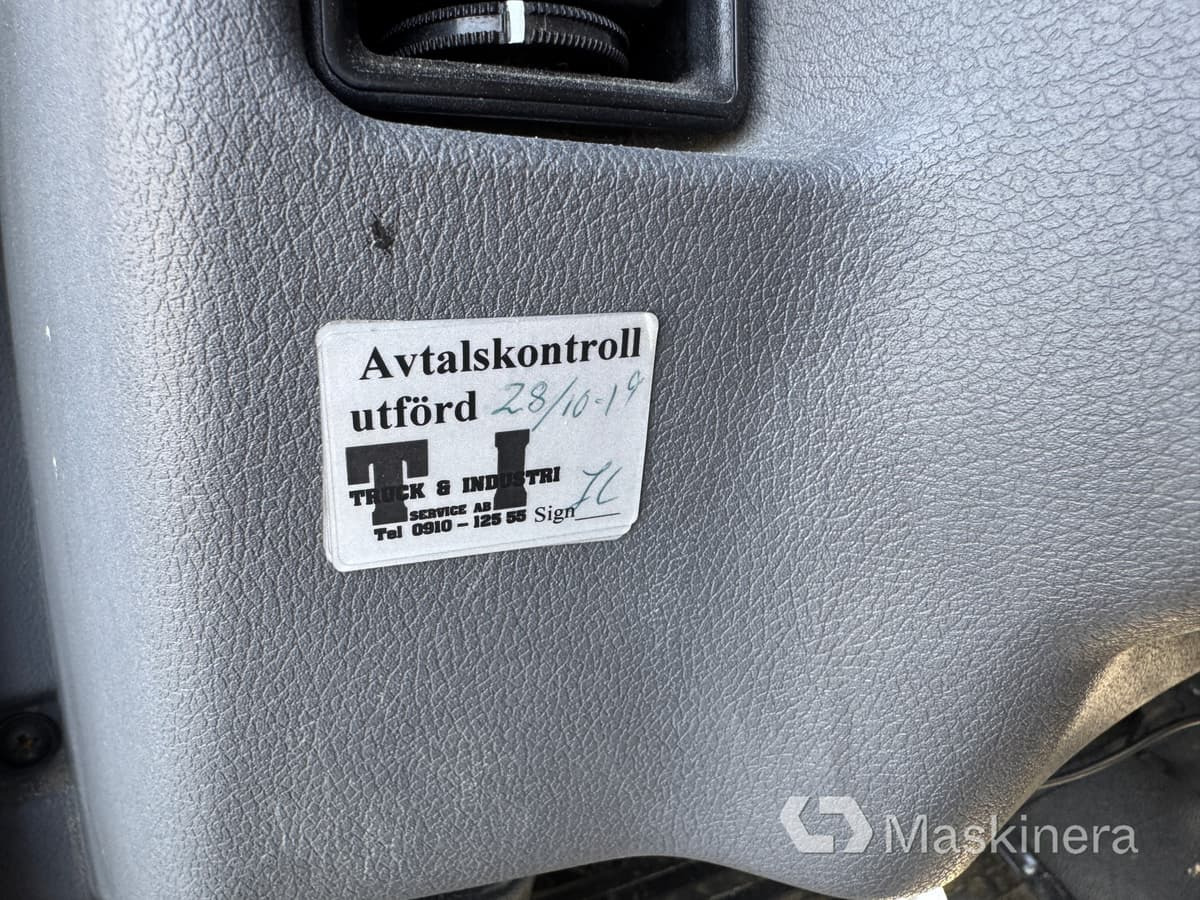 Avtalskontroll
utförd 28/10-19
T I
TRUCK & INDUSTRI
SERVICE AB
Tel 0910 - 125 55 Sign
Maskinera